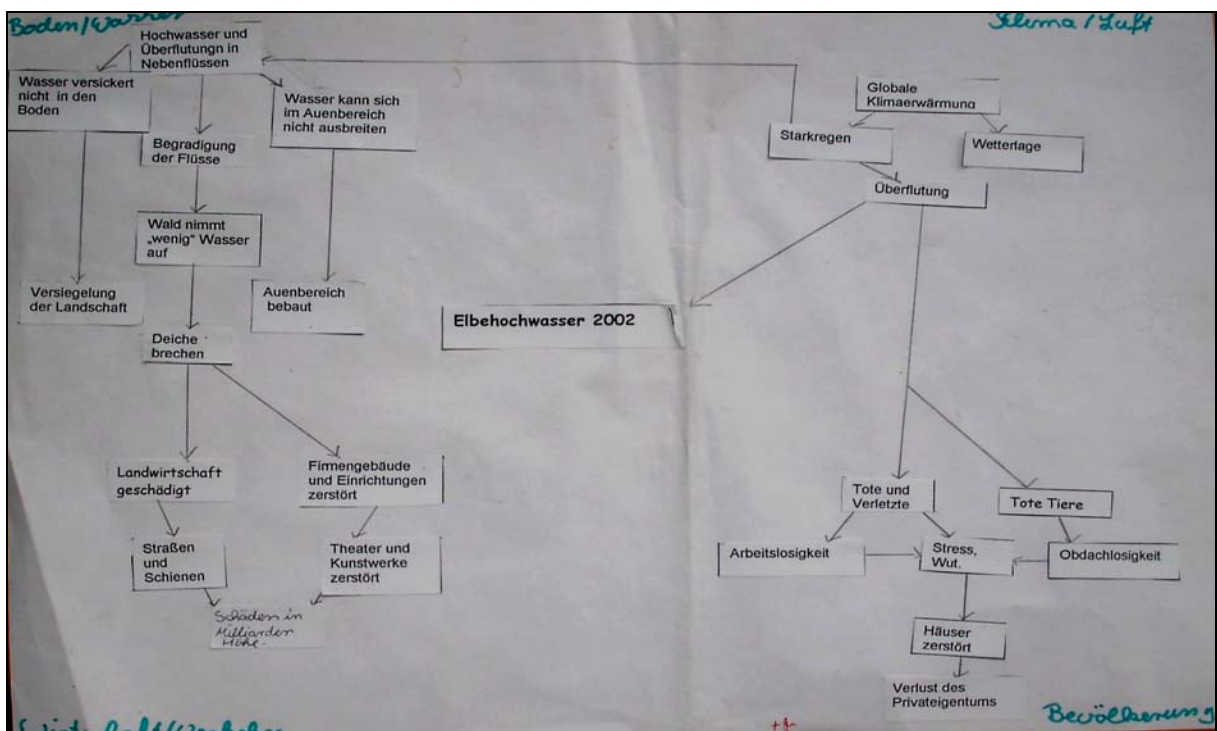 Boden/Wasser
Klima/Luft
Hochwasser und
Überflutungn in
Nebenflüssen
Wasser versickert
nicht in den
Boden
Wasser kann sich
im Auenbereich
nicht ausbreiten
Begradigung
der Flüsse
Wald nimmt
„wenig“ Wasser
auf
Versiegelung
der Landschaft
Auenbereich
bebaut
Deiche
brechen
Globale
Klimaerwärmung
Starkregen
Wetterlage
Überflutung
Elbehochwasser 2002
Landwirtschaft
geschädigt
Firmengebäude
und Einrichtungen
zerstört
Straßen
und
Schienen
Theater und
Kunstwerke
zerstört
Schäden in
Milliarden
Höhe.
Tote und
Verletzte
Tote Tiere
Arbeitslosigkeit
Stress,
Wut.
Obdachlosigkeit
Häuser
zerstört
Verlust des
Privateigentums
Bevölkerung